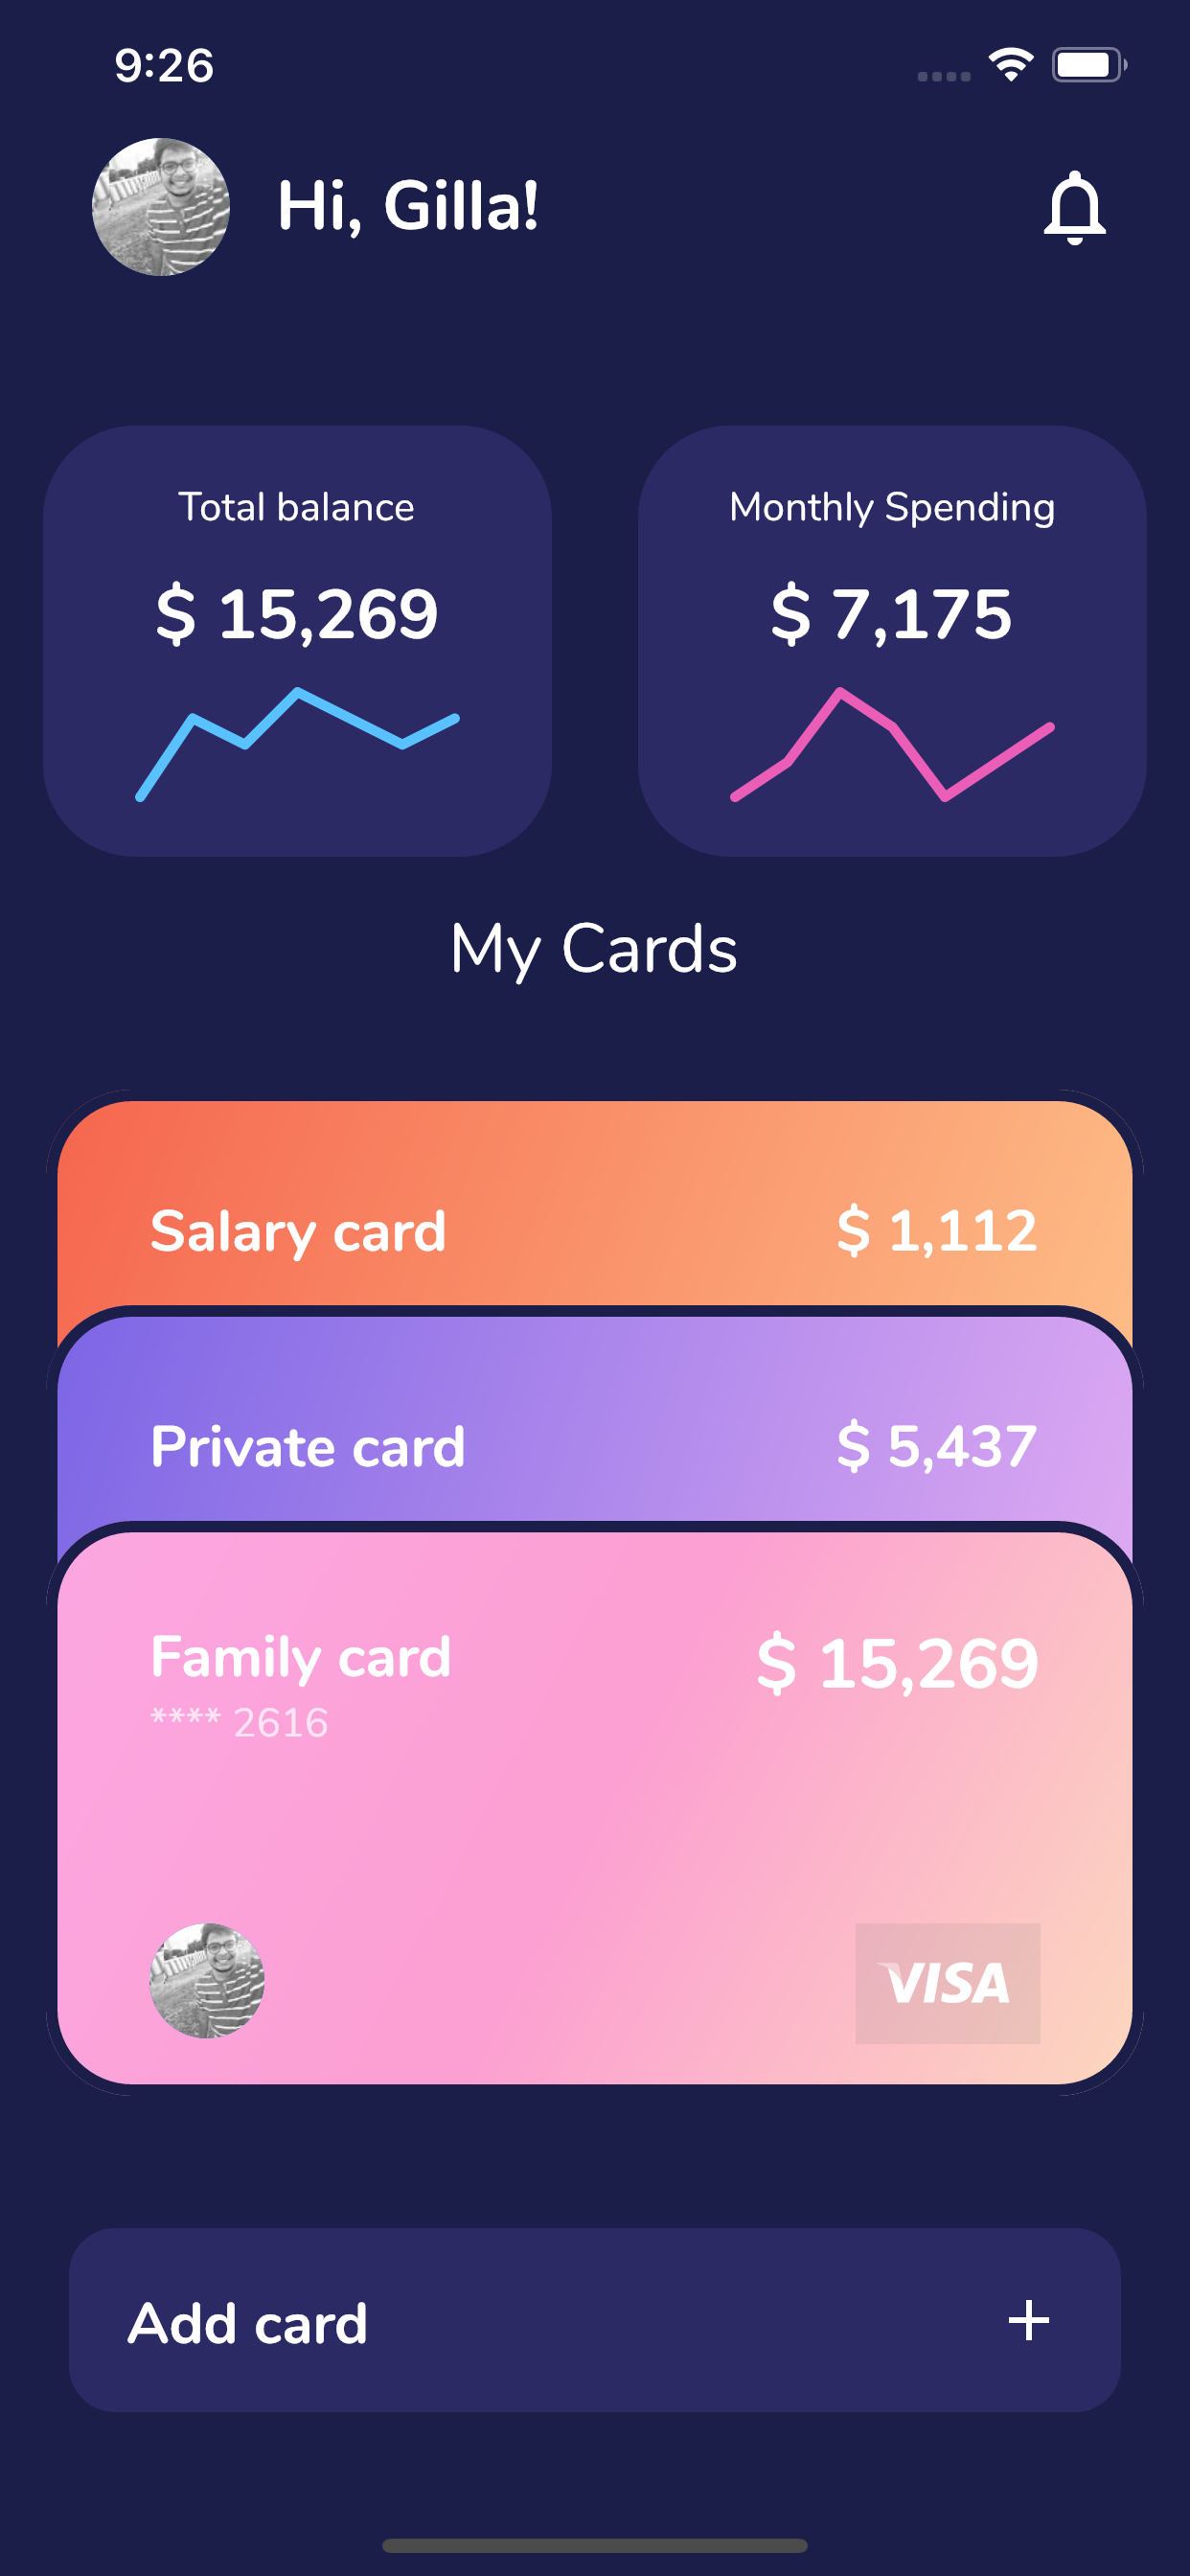 9:26
Hi, Gilla!
Total balance
$ 15,269
Monthly Spending
$ 7,175
My Cards
Salary card
$ 1,112
Private card
$ 5,437
Family card
$ 15,269
**** 2616
VISA
Add card
+